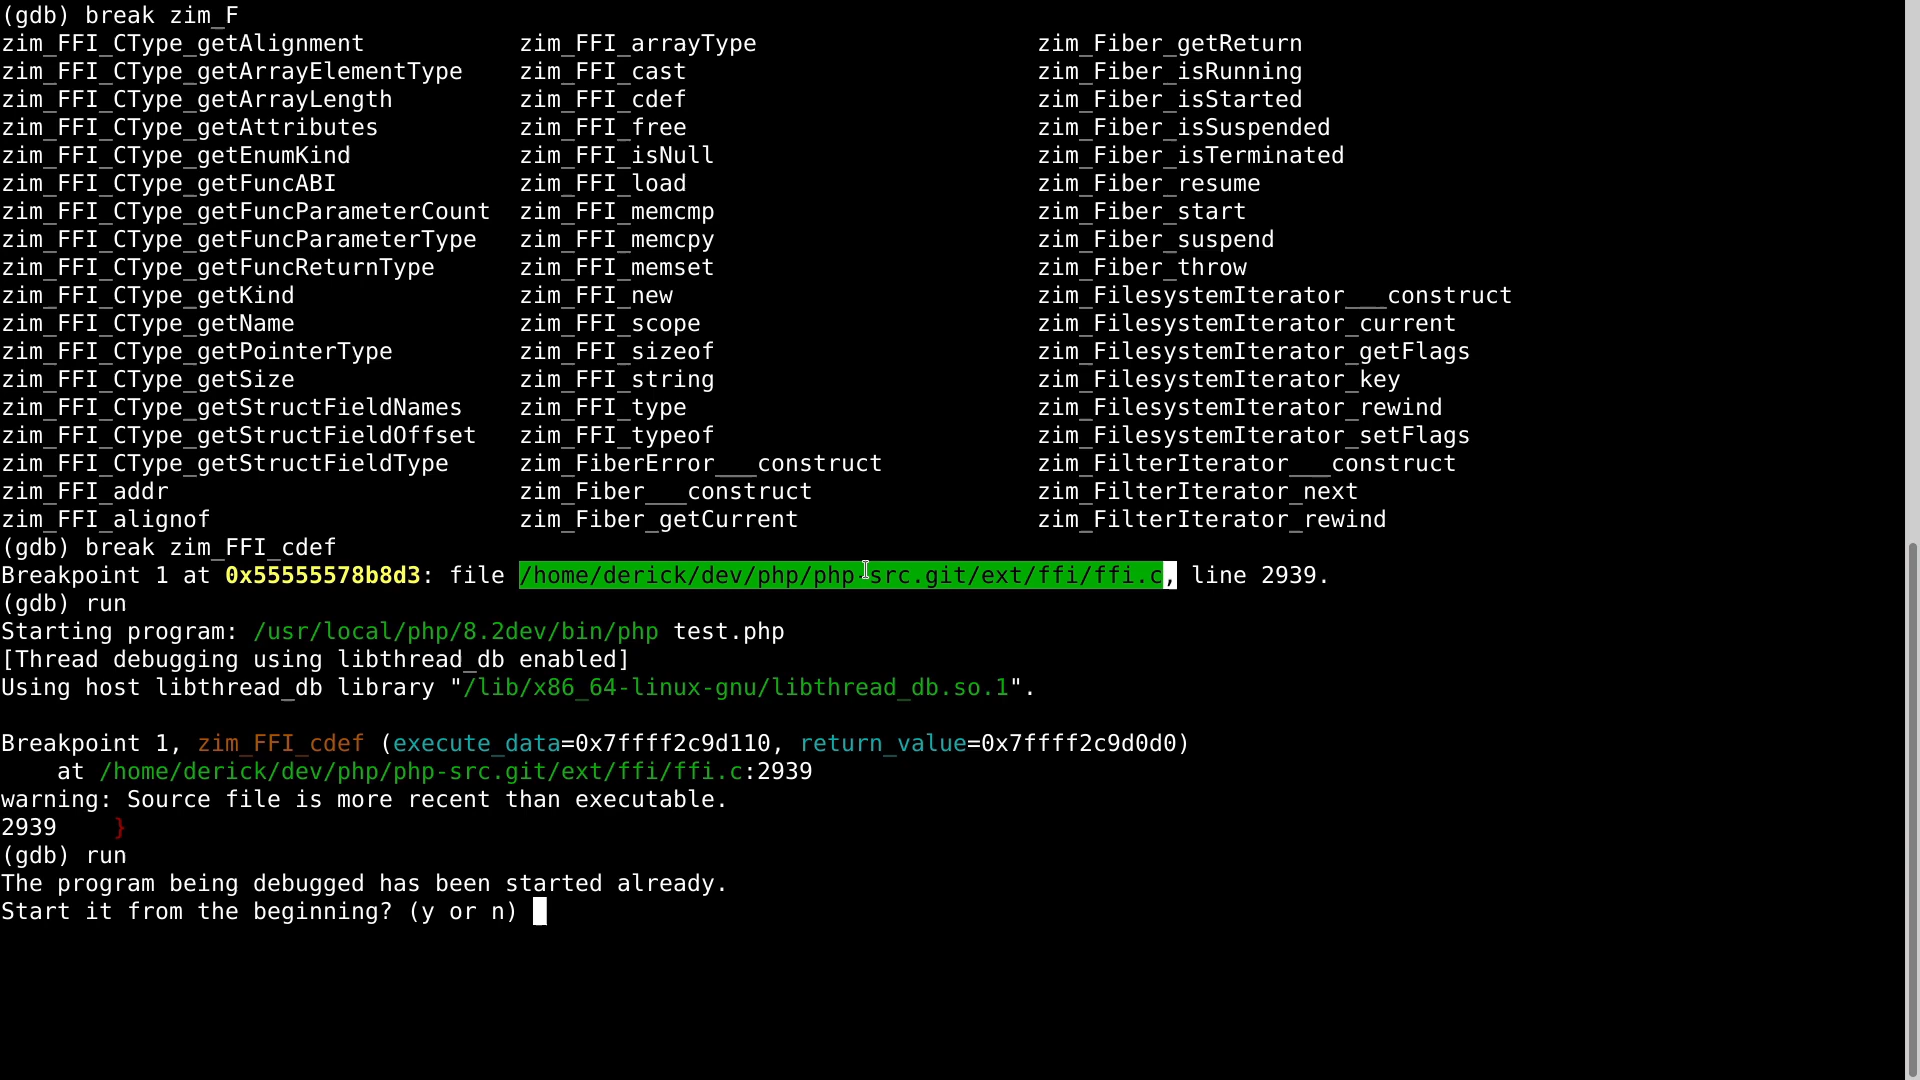 (gdb) break zim_F
zim_FFI_CType_getAlignment zim_FFI_arrayType zim_Fiber_getReturn
zim_FFI_CType_getArrayElementType zim_FFI_cast zim_Fiber_isRunning
zim_FFI_CType_getArrayLength zim_FFI_cdef zim_Fiber_isStarted
zim_FFI_CType_getAttributes zim_FFI_free zim_Fiber_isSuspended
zim_FFI_CType_getEnumKind zim_FFI_isNull zim_Fiber_isTerminated
zim_FFI_CType_getFuncABI zim_FFI_load zim_Fiber_resume
zim_FFI_CType_getFuncParameterCount zim_FFI_memcmp zim_Fiber_start
zim_FFI_CType_getFuncParameterType zim_FFI_memcpy zim_Fiber_suspend
zim_FFI_CType_getFuncReturnType zim_FFI_memset zim_Fiber_throw
zim_FFI_CType_getKind zim_FFI_new zim_FilesystemIterator___construct
zim_FFI_CType_getName zim_FFI_scope zim_FilesystemIterator_current
zim_FFI_CType_getPointerType zim_FFI_sizeof zim_FilesystemIterator_getFlags
zim_FFI_CType_getSize zim_FFI_string zim_FilesystemIterator_key
zim_FFI_CType_getStructFieldNames zim_FFI_type zim_FilesystemIterator_rewind
zim_FFI_CType_getStructFieldOffset zim_FFI_typeof zim_FilesystemIterator_setFlags
zim_FFI_CType_getStructFieldType zim_FiberError___construct zim_FilterIterator___construct
zim_FFI_addr zim_Fiber___construct zim_FilterIterator_next
zim_FFI_alignof zim_Fiber_getCurrent zim_FilterIterator_rewind
(gdb) break zim_FFI_cdef
Breakpoint 1 at 0x55555578b8d3: file /home/derick/dev/php/php-src.git/ext/ffi/ffi.c, line 2939.
(gdb) run
Starting program: /usr/local/php/8.2dev/bin/php test.php
[Thread debugging using libthread_db enabled]
Using host libthread_db library "/lib/x86_64-linux-gnu/libthread_db.so.1".
Breakpoint 1, zim_FFI_cdef (execute_data=0x7ffff2c9d110, return_value=0x7ffff2c9d0d0)
at /home/derick/dev/php/php-src.git/ext/ffi/ffi.c:2939
warning: Source file is more recent than executable.
2939 }
(gdb) run
The program being debugged has been started already.
Start it from the beginning? (y or n)